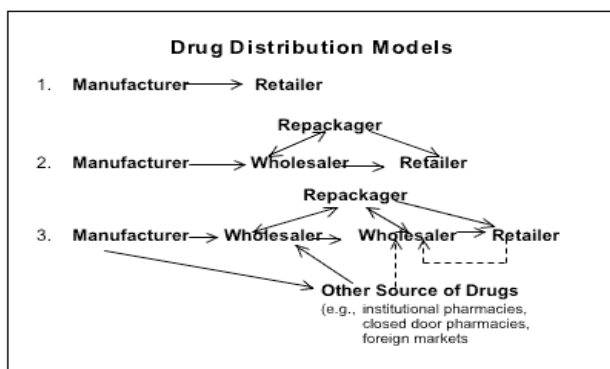 Drug Distribution Models
1. Manufacturer Retailer
Repackager
2. Manufacturer Wholesaler Retailer
Repackager
3. Manufacturer Wholesaler Wholesaler Retailer
Other Source of Drugs
(e.g., institutional pharmacies,
closed door pharmacies,
foreign markets